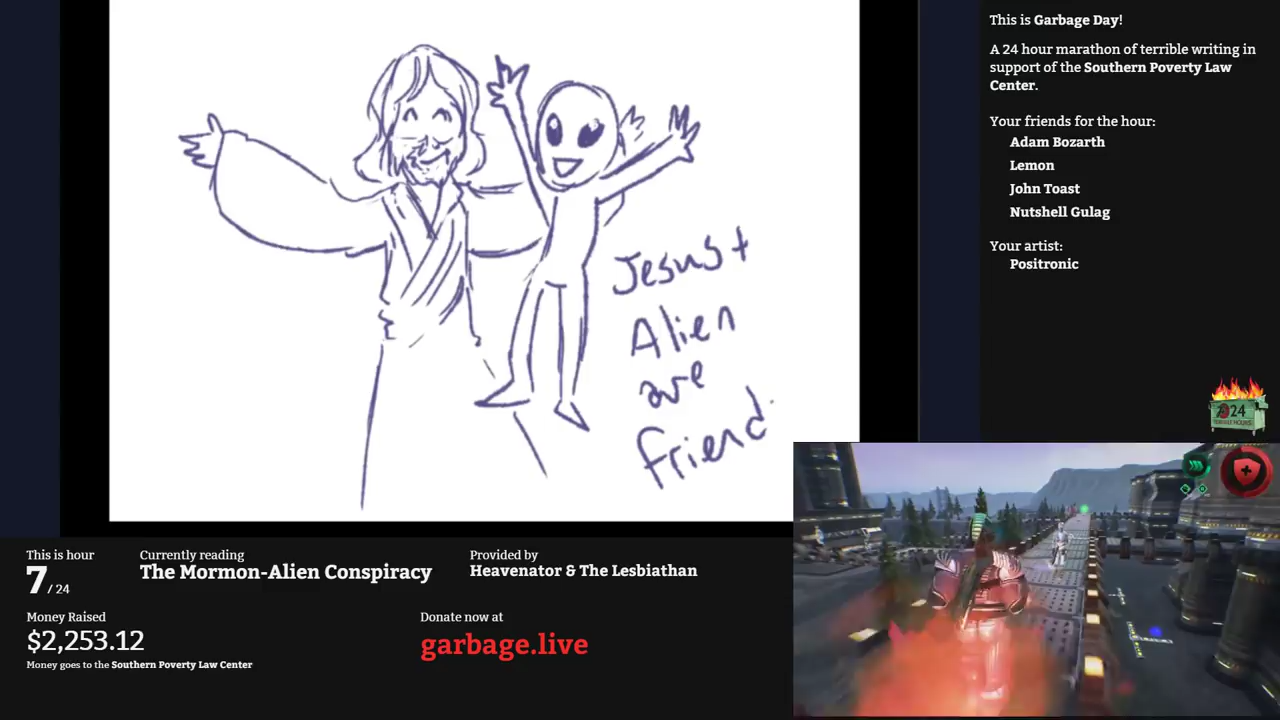 Jesus +
Alien
are
friend
This is Garbage Day!
A 24 hour marathon of terrible writing in
support of the Southern Poverty Law
Center.
Your friends for the hour:
Adam Bozarth
Lemon
John Toast
Nutshell Gulag
Your artist:
Positronic
This is hour
7 / 24
Currently reading
The Mormon-Alien Conspiracy
Provided by
Heavenator & The Lesbiathan
Money Raised
$2,253.12
Money goes to the Southern Poverty Law Center
Donate now at
garbage.live